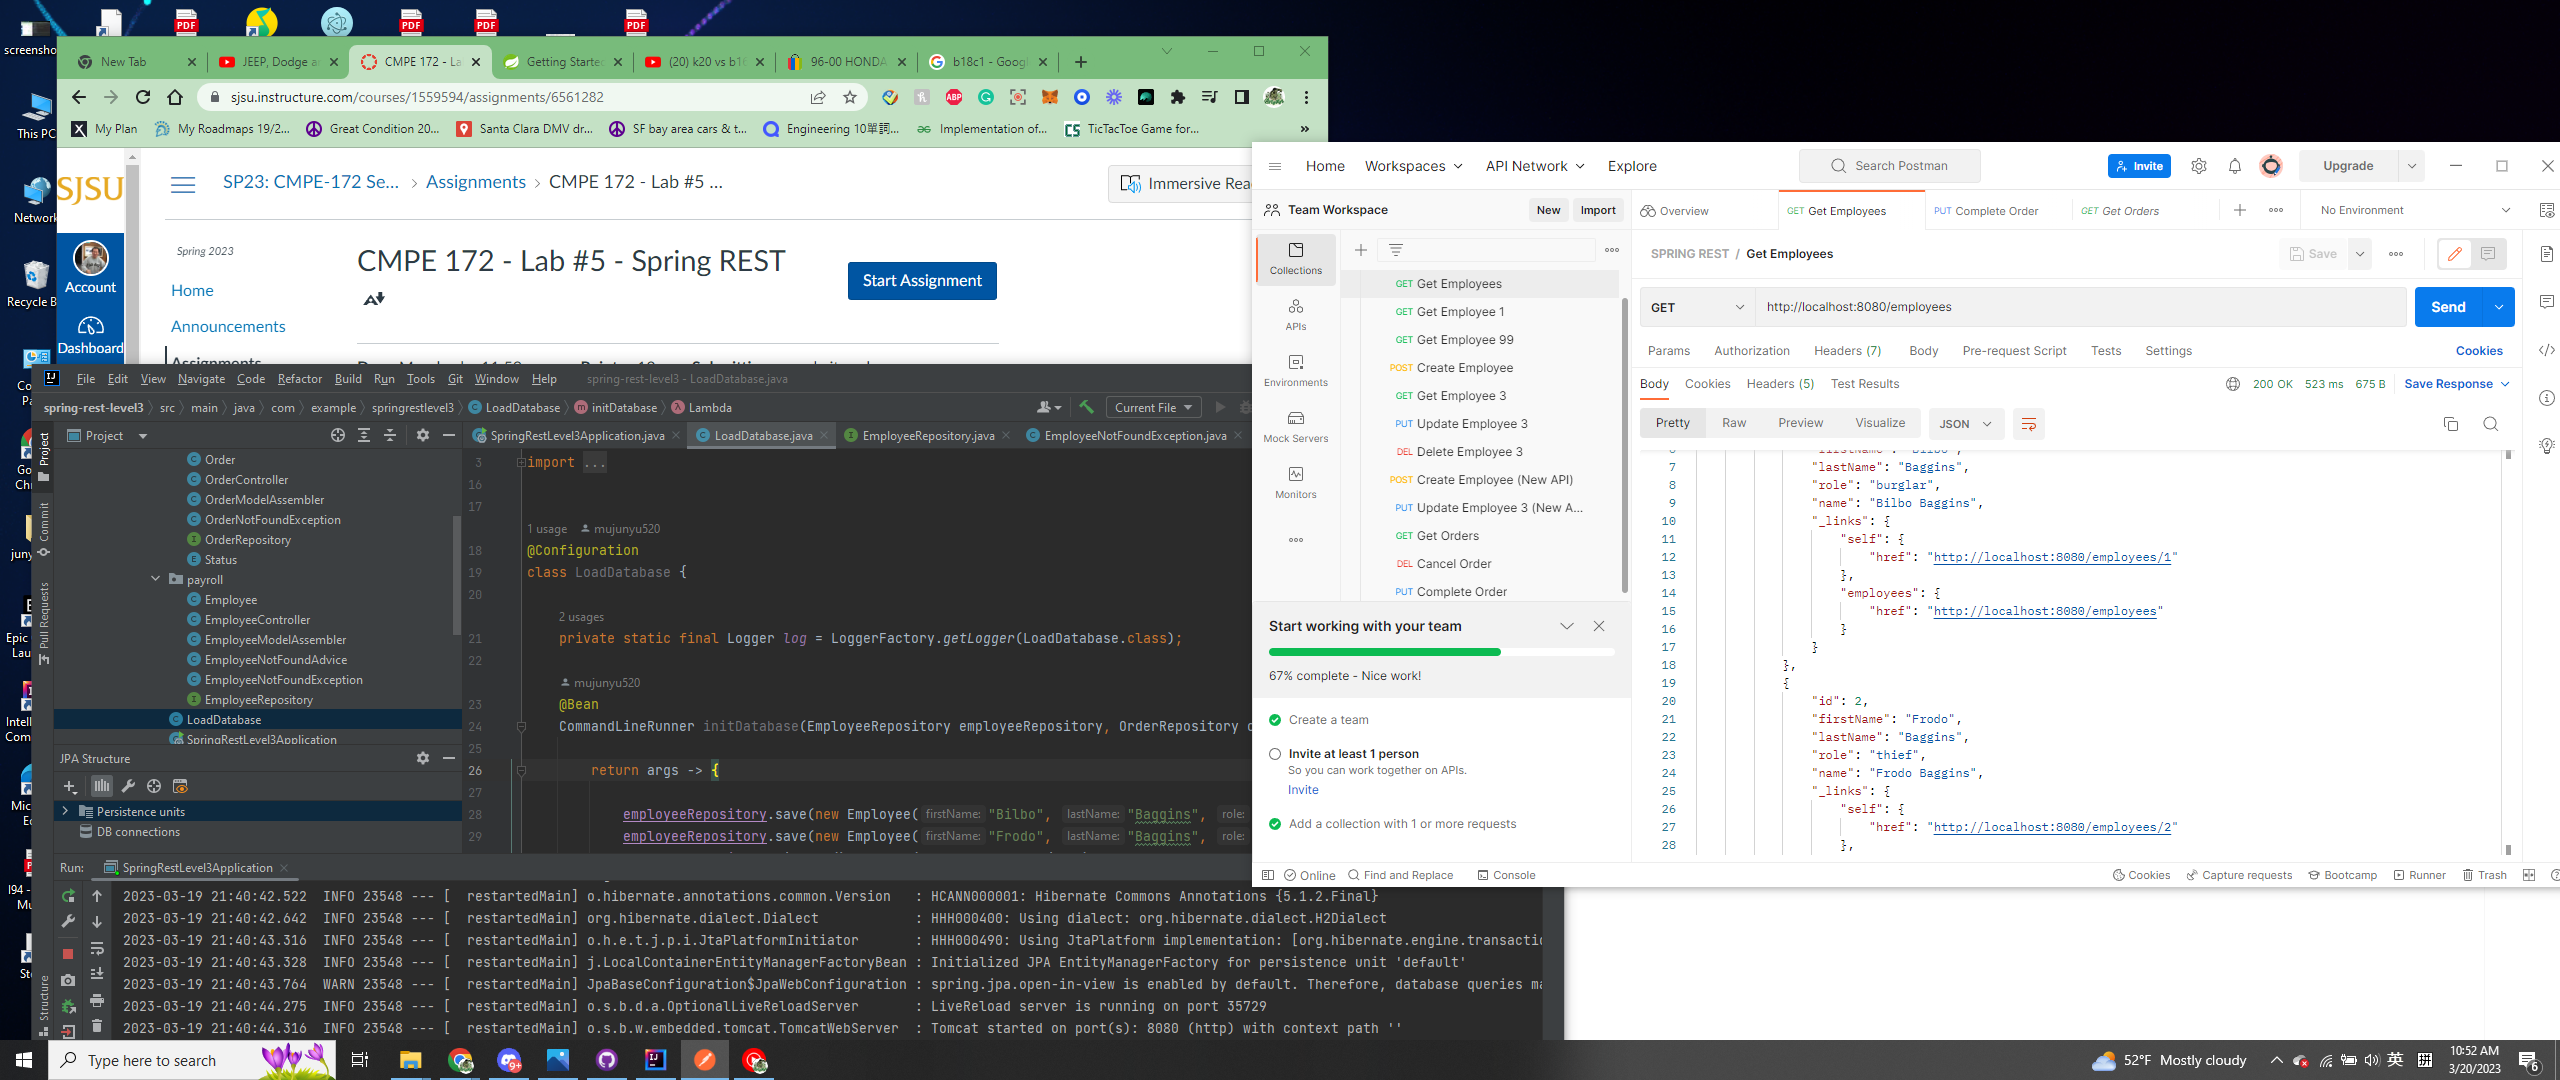 screensho
This PC
Network
Recycle B
New Tab
JEEP, Dodge a
CMPE 172 - La
Getting Started
(20) k20 vs b16
96-00 HONDA
b18c1 - Goog
sjsu.instructure.com/courses/1559594/assignments/6561282
My Plan
My Roadmaps 19/2...
Great Condition 20...
Santa Clara DMV dr...
SF bay area cars & t...
Engineering 10單詞...
Implementation of...
TicTacToe Game for...
»
SJSU
Account
Dashboard
SP23: CMPE-172 Se... > Assignments > CMPE 172 - Lab #5 ...
Immersive Rea
Spring 2023
Home
Announcements
Assignments
CMPE 172 - Lab #5 - Spring REST
Start Assignment
File Edit View Navigate Code Refactor Build Run Tools Git Window Help
spring-rest-level3 - LoadDatabase.java
spring-rest-level3 > src > main > java > com > example > springrestlevel3 > LoadDatabase > initDatabase > Lambda
Current File
Project
SpringRestLevel3Application.java
LoadDatabase.java
EmployeeRepository.java
EmployeeNotFoundException.java
Project
Commit
Pull Requests
Structure
Order
OrderController
OrderModelAssembler
OrderNotFoundException
OrderRepository
Status
payroll
Employee
EmployeeController
EmployeeModelAssembler
EmployeeNotFoundAdvice
EmployeeNotFoundException
EmployeeRepository
LoadDatabase
SpringRestLevel3Application
JPA Structure
Persistence units
DB connections
3 import ...
16
17
1 usage mujunyu520
18 @Configuration
19 class LoadDatabase {
20
2 usages
21 private static final Logger log = LoggerFactory.getLogger(LoadDatabase.class);
22
mujunyu520
23 @Bean
24 CommandLineRunner initDatabase(EmployeeRepository employeeRepository, OrderRepository o
25
26 return args -> {
27
28 employeeRepository.save(new Employee( firstName: "Bilbo", lastName: "Baggins", role:
29 employeeRepository.save(new Employee( firstName: "Frodo", lastName: "Baggins", role:
Run: SpringRestLevel3Application
2023-03-19 21:40:42.522 INFO 23548 --- [ restartedMain] o.hibernate.annotations.common.Version : HCANN000001: Hibernate Commons Annotations {5.1.2.Final}
2023-03-19 21:40:42.642 INFO 23548 --- [ restartedMain] org.hibernate.dialect.Dialect : HHH000400: Using dialect: org.hibernate.dialect.H2Dialect
2023-03-19 21:40:43.316 INFO 23548 --- [ restartedMain] o.h.e.t.j.p.i.JtaPlatformInitiator : HHH000490: Using JtaPlatform implementation: [org.hibernate.engine.transactio
2023-03-19 21:40:43.328 INFO 23548 --- [ restartedMain] j.LocalContainerEntityManagerFactoryBean : Initialized JPA EntityManagerFactory for persistence unit 'default'
2023-03-19 21:40:43.764 WARN 23548 --- [ restartedMain] JpaBaseConfiguration$JpaWebConfiguration : spring.jpa.open-in-view is enabled by default. Therefore, database queries ma
2023-03-19 21:40:44.275 INFO 23548 --- [ restartedMain] o.s.b.d.a.OptionalLiveReloadServer : LiveReload server is running on port 35729
2023-03-19 21:40:44.316 INFO 23548 --- [ restartedMain] o.s.b.w.embedded.tomcat.TomcatWebServer : Tomcat started on port(s): 8080 (http) with context path ''
Home Workspaces API Network Explore
Search Postman
Invite
Upgrade
Team Workspace
New
Import
Overview
GET Get Employees
PUT Complete Order
GET Get Orders
No Environment
Collections
APIs
Environments
Mock Servers
Monitors
GET Get Employees
GET Get Employee 1
GET Get Employee 99
POST Create Employee
GET Get Employee 3
PUT Update Employee 3
DEL Delete Employee 3
POST Create Employee (New API)
PUT Update Employee 3 (New A...
GET Get Orders
DEL Cancel Order
PUT Complete Order
Start working with your team
67% complete - Nice work!
Create a team
Invite at least 1 person
So you can work together on APIs.
Invite
Add a collection with 1 or more requests
SPRING REST / Get Employees
Save
GET http://localhost:8080/employees
Send
Params Authorization Headers (7) Body Pre-request Script Tests Settings
Cookies
Body Cookies Headers (5) Test Results
200 OK 523 ms 675 B Save Response
Pretty Raw Preview Visualize JSON
7 "lastName": "Baggins",
8 "role": "burglar",
9 "name": "Bilbo Baggins",
10 "_links": {
11 "self": {
12 "href": "http://localhost:8080/employees/1"
13 },
14 "employees": {
15 "href": "http://localhost:8080/employees"
16 }
17 }
18 },
19 {
20 "id": 2,
21 "firstName": "Frodo",
22 "lastName": "Baggins",
23 "role": "thief",
24 "name": "Frodo Baggins",
25 "_links": {
26 "self": {
27 "href": "http://localhost:8080/employees/2"
28 },
Online Find and Replace Console
Cookies Capture requests Bootcamp Runner Trash
Type here to search
52°F Mostly cloudy
英
10:52 AM
3/20/2023
6